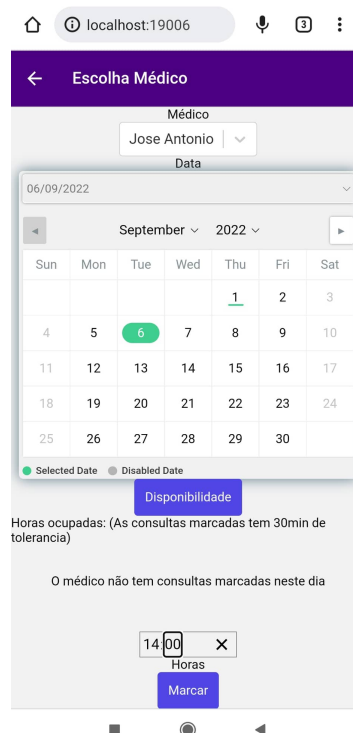 localhost:19006
3
Escolha Médico
Médico
Jose Antonio
Data
06/09/2022
September 2022
Sun Mon Tue Wed Thu Fri Sat
1 2 3
4 5 6 7 8 9 10
11 12 13 14 15 16 17
18 19 20 21 22 23 24
25 26 27 28 29 30
Selected Date Disabled Date
Disponibilidade
Horas ocupadas: (As consultas marcadas tem 30min de
tolerancia)
O médico não tem consultas marcadas neste dia
14:00
Horas
Marcar